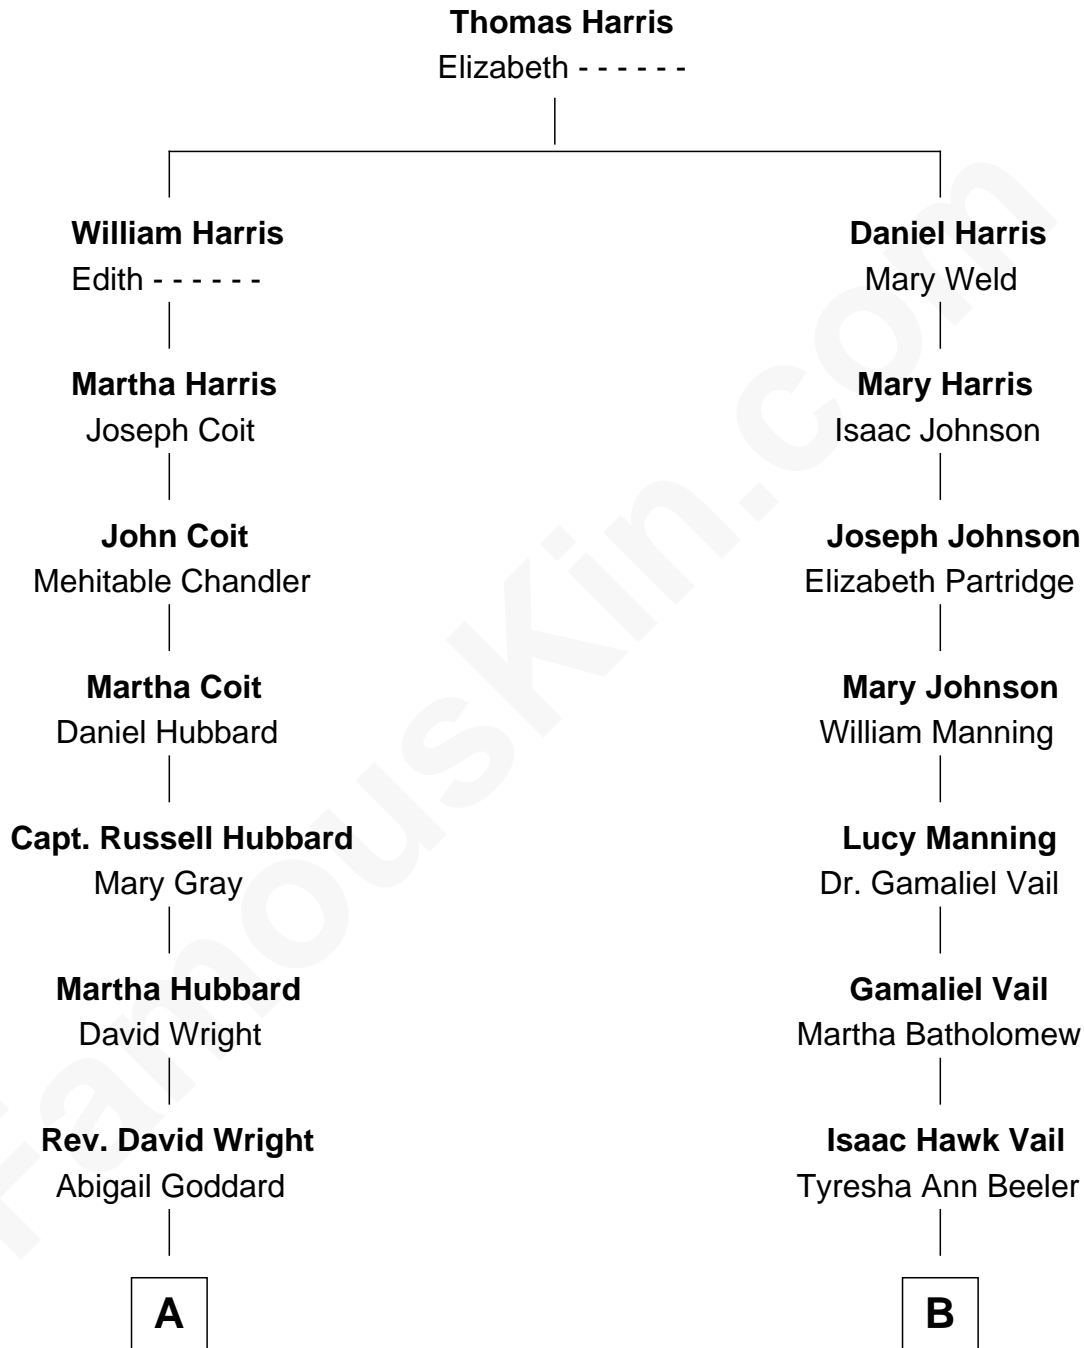 Thomas Harris
Elizabeth - - - - - -
William Harris
Edith - - - - - -
Daniel Harris
Mary Weld
Martha Harris
Joseph Coit
Mary Harris
Isaac Johnson
John Coit
Mehitable Chandler
Joseph Johnson
Elizabeth Partridge
Martha Coit
Daniel Hubbard
Mary Johnson
William Manning
Capt. Russell Hubbard
Mary Gray
Lucy Manning
Dr. Gamaliel Vail
Martha Hubbard
David Wright
Gamaliel Vail
Martha Batholomew
Rev. David Wright
Abigail Goddard
Isaac Hawk Vail
Tyresha Ann Beeler
A
B
FamousKin.com